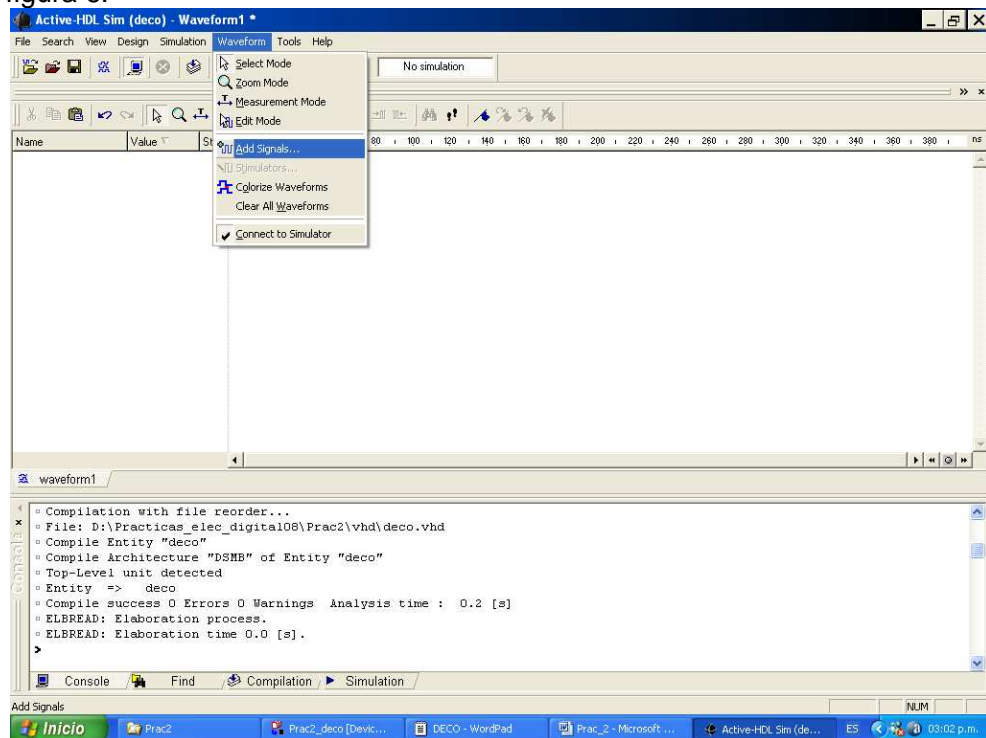 figura 8.
Active-HDL Sim (deco) - Waveform1 *
File Search View Design Simulation Waveform Tools Help
Select Mode
Zoom Mode
Measurement Mode
Edit Mode
Add Signals...
Stimulators...
Colorize Waveforms
Clear All Waveforms
Connect to Simulator
No simulation
Name Value St 80 100 120 140 160 180 200 220 240 260 280 300 320 340 360 380 ns
waveform1
Compilation with file reorder...
File: D:\Practicas_elec_digital08\Prac2\vhd\deco.vhd
Compile Entity "deco"
Compile Architecture "DSMB" of Entity "deco"
Top-Level unit detected
Entity => deco
Compile success 0 Errors 0 Warnings Analysis time : 0.2 [s]
ELBREAD: Elaboration process.
ELBREAD: Elaboration time 0.0 [s].
>
Console
Console Find Compilation Simulation
Add Signals NUM
Inicio Prac2 Prac2_deco [Devic... DECO - WordPad Prac_2 - Microsoft ... Active-HDL Sim (de... ES 03:02 p.m.